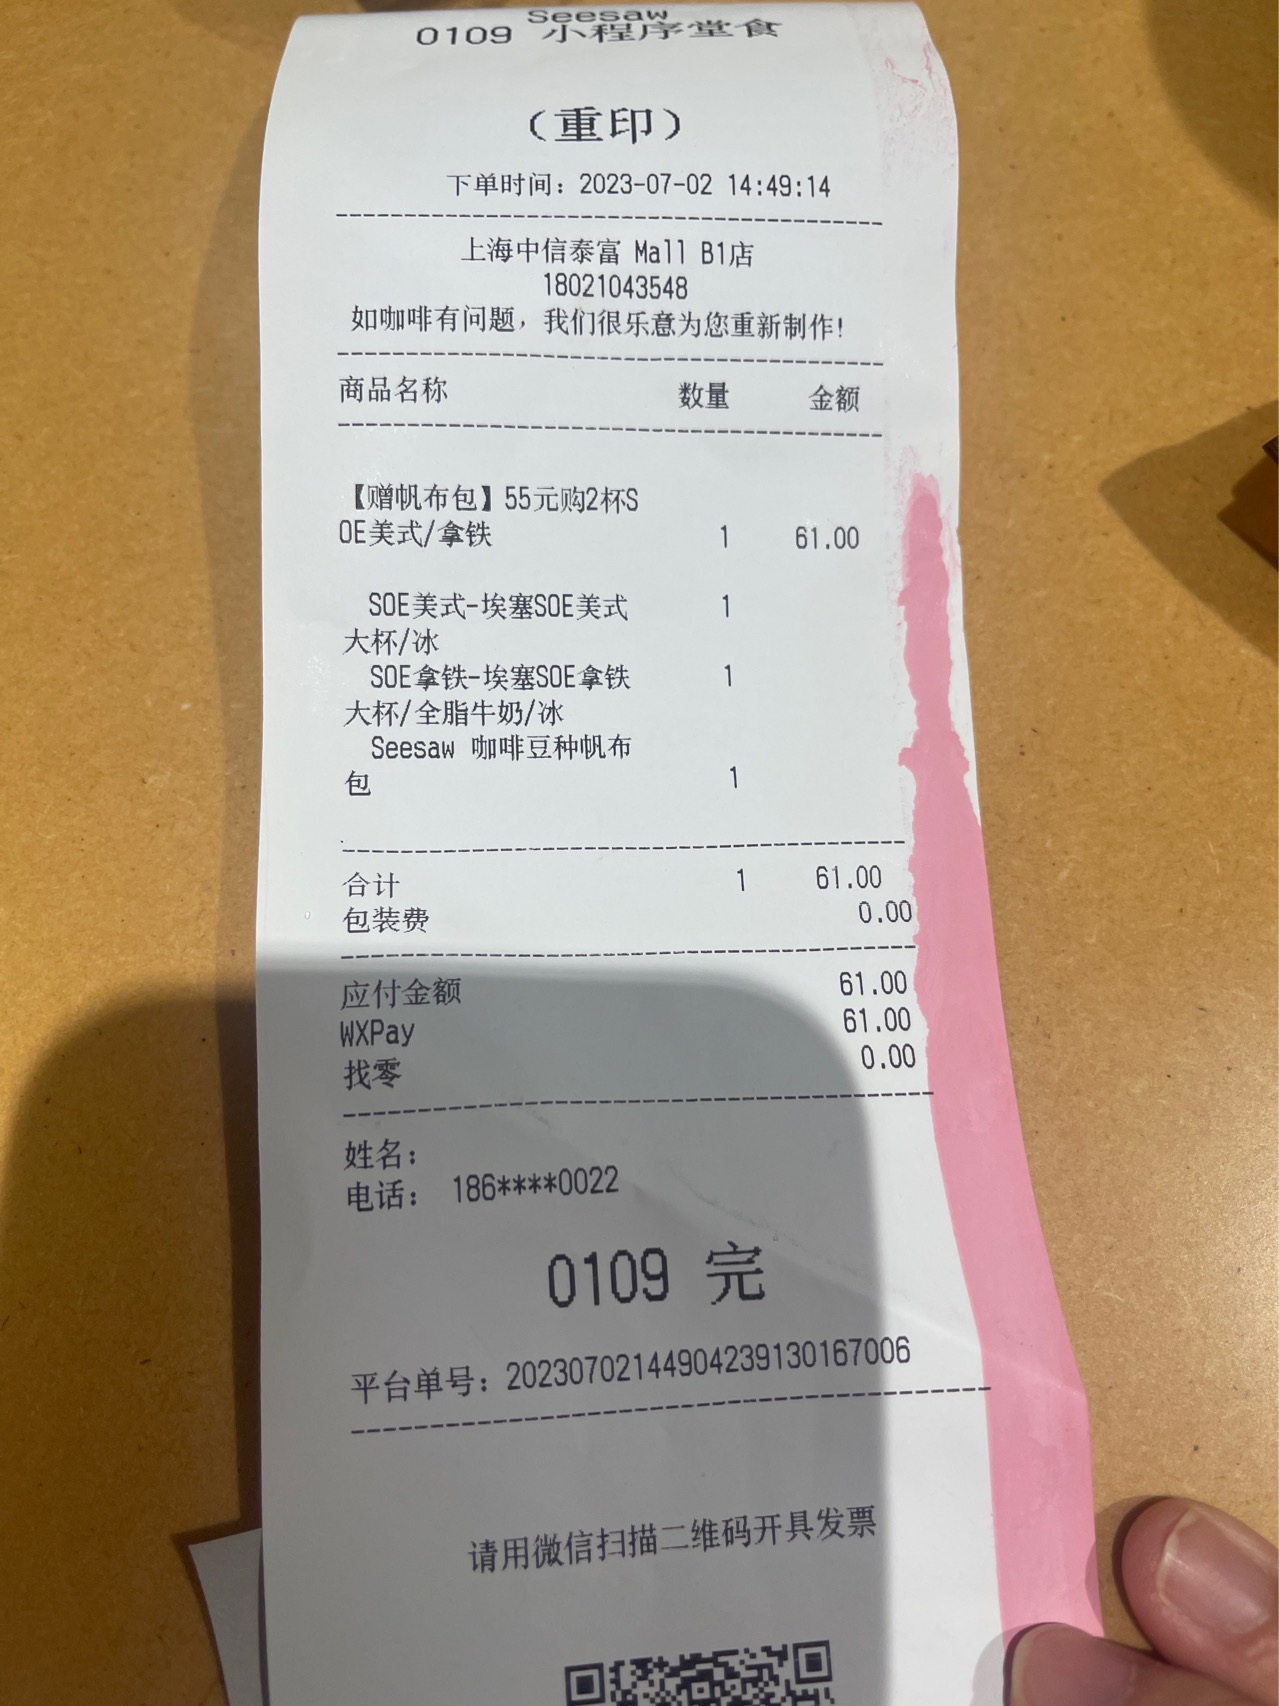 Seesaw
0109 小程序堂食
（重印）
下单时间：2023-07-02 14:49:14
上海中信泰富 Mall B1店
18021043548
如咖啡有问题，我们很乐意为您重新制作!
商品名称 数量 金额
【赠帆布包】55元购2杯S
OE美式/拿铁 1 61.00
SOE美式-埃塞SOE美式 1
大杯/冰
SOE拿铁-埃塞SOE拿铁 1
大杯/全脂牛奶/冰
Seesaw 咖啡豆种帆布
包 1
合计 1 61.00
包装费 0.00
应付金额 61.00
WXPay 61.00
找零 0.00
姓名：
电话： 186****0022
0109 完
平台单号：20230702144904239130167006
请用微信扫描二维码开具发票